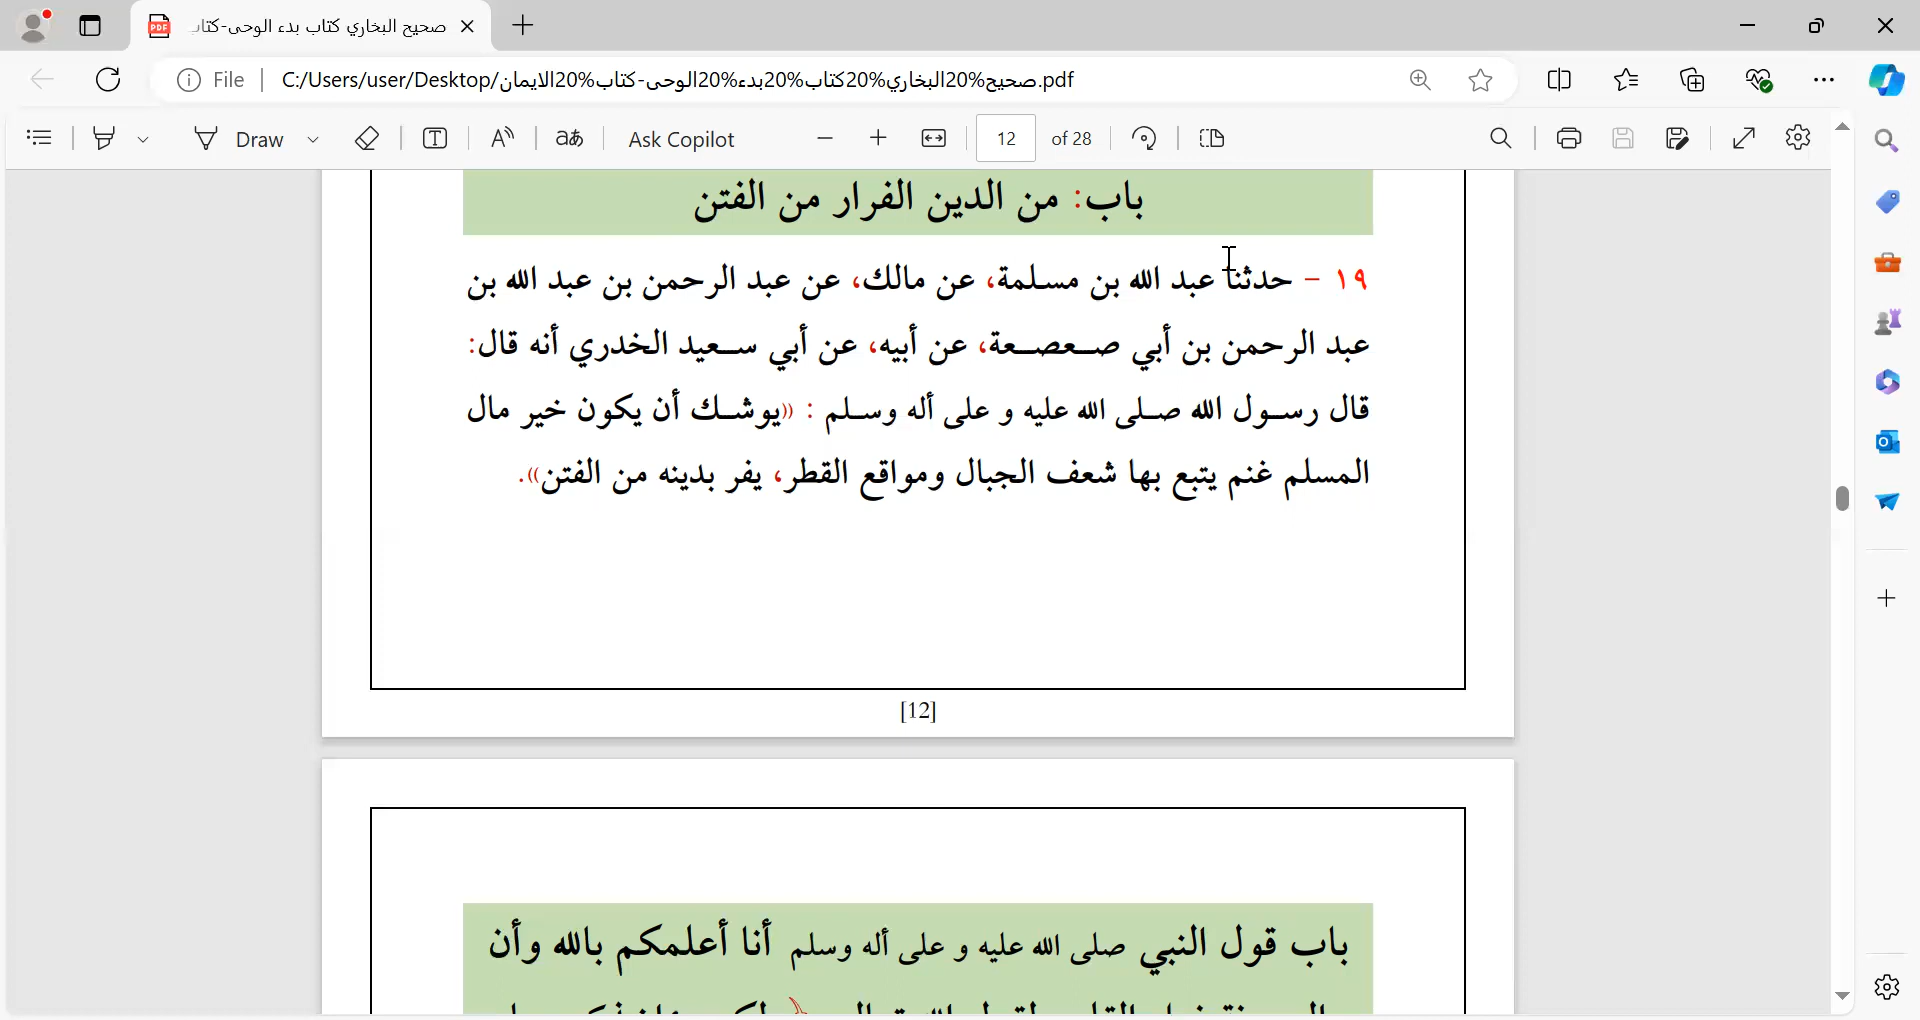 صحيح البخاري كتاب بدء الوحى-كتاب
File
C:/Users/user/Desktop/صحيح%20البخاري%20كتاب%20بدء%20الوحى-كتاب%20الايمان.pdf
Draw
Ask Copilot
12 of 28
باب: من الدين الفرار من الفتن
١٩ - حدثنا عبد الله بن مسلمة، عن مالك، عن عبد الرحمن بن عبد الله بن
عبد الرحمن بن أبي صعصعة، عن أبيه، عن أبي سعيد الخدري أنه قال:
قال رسول الله صلى الله عليه و على أله وسلم : ((يوشك أن يكون خير مال
المسلم غنم يتبع بها شعف الجبال ومواقع القطر، يفر بدينه من الفتن)).
[12]
باب قول النبي صلى الله عليه و على أله وسلم أنا أعلمكم بالله وأن